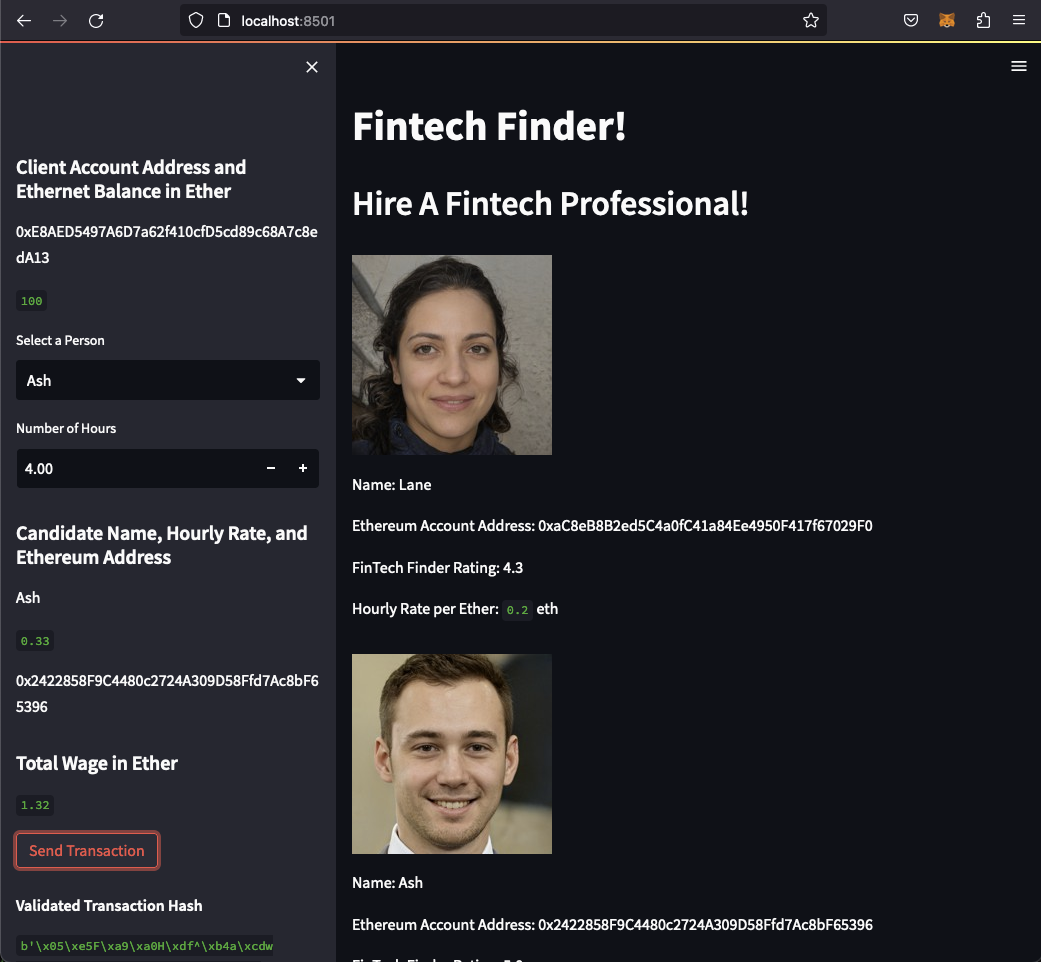 localhost:8501
Client Account Address and
Ethernet Balance in Ether
0xE8AED5497A6D7a62f410cfD5cd89c68A7c8e
dA13
100
Select a Person
Ash
Number of Hours
4.00
Candidate Name, Hourly Rate, and
Ethereum Address
Ash
0.33
0x2422858F9C4480c2724A309D58Ffd7Ac8bF6
5396
Total Wage in Ether
1.32
Send Transaction
Validated Transaction Hash
b'\x05\xe5F\xa9\xa0H\xdf^\xb4a\xcdw
Fintech Finder!
Hire A Fintech Professional!
Name: Lane
Ethereum Account Address: 0xaC8eB8B2ed5C4a0fC41a84Ee4950F417f67029F0
FinTech Finder Rating: 4.3
Hourly Rate per Ether: 0.2 eth
Name: Ash
Ethereum Account Address: 0x2422858F9C4480c2724A309D58Ffd7Ac8bF65396